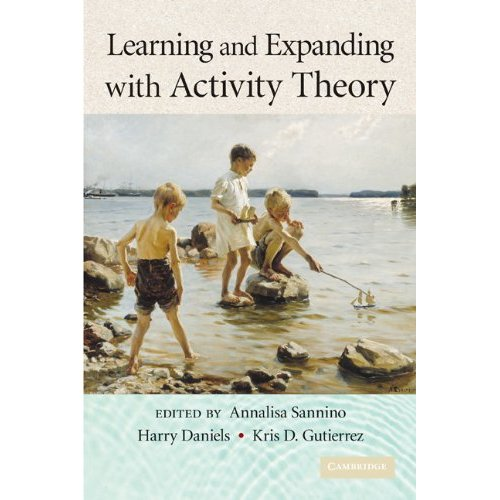 Learning and Expanding
with Activity Theory
EDITED BY Annalisa Sannino
Harry Daniels • Kris D. Gutierrez
CAMBRIDGE